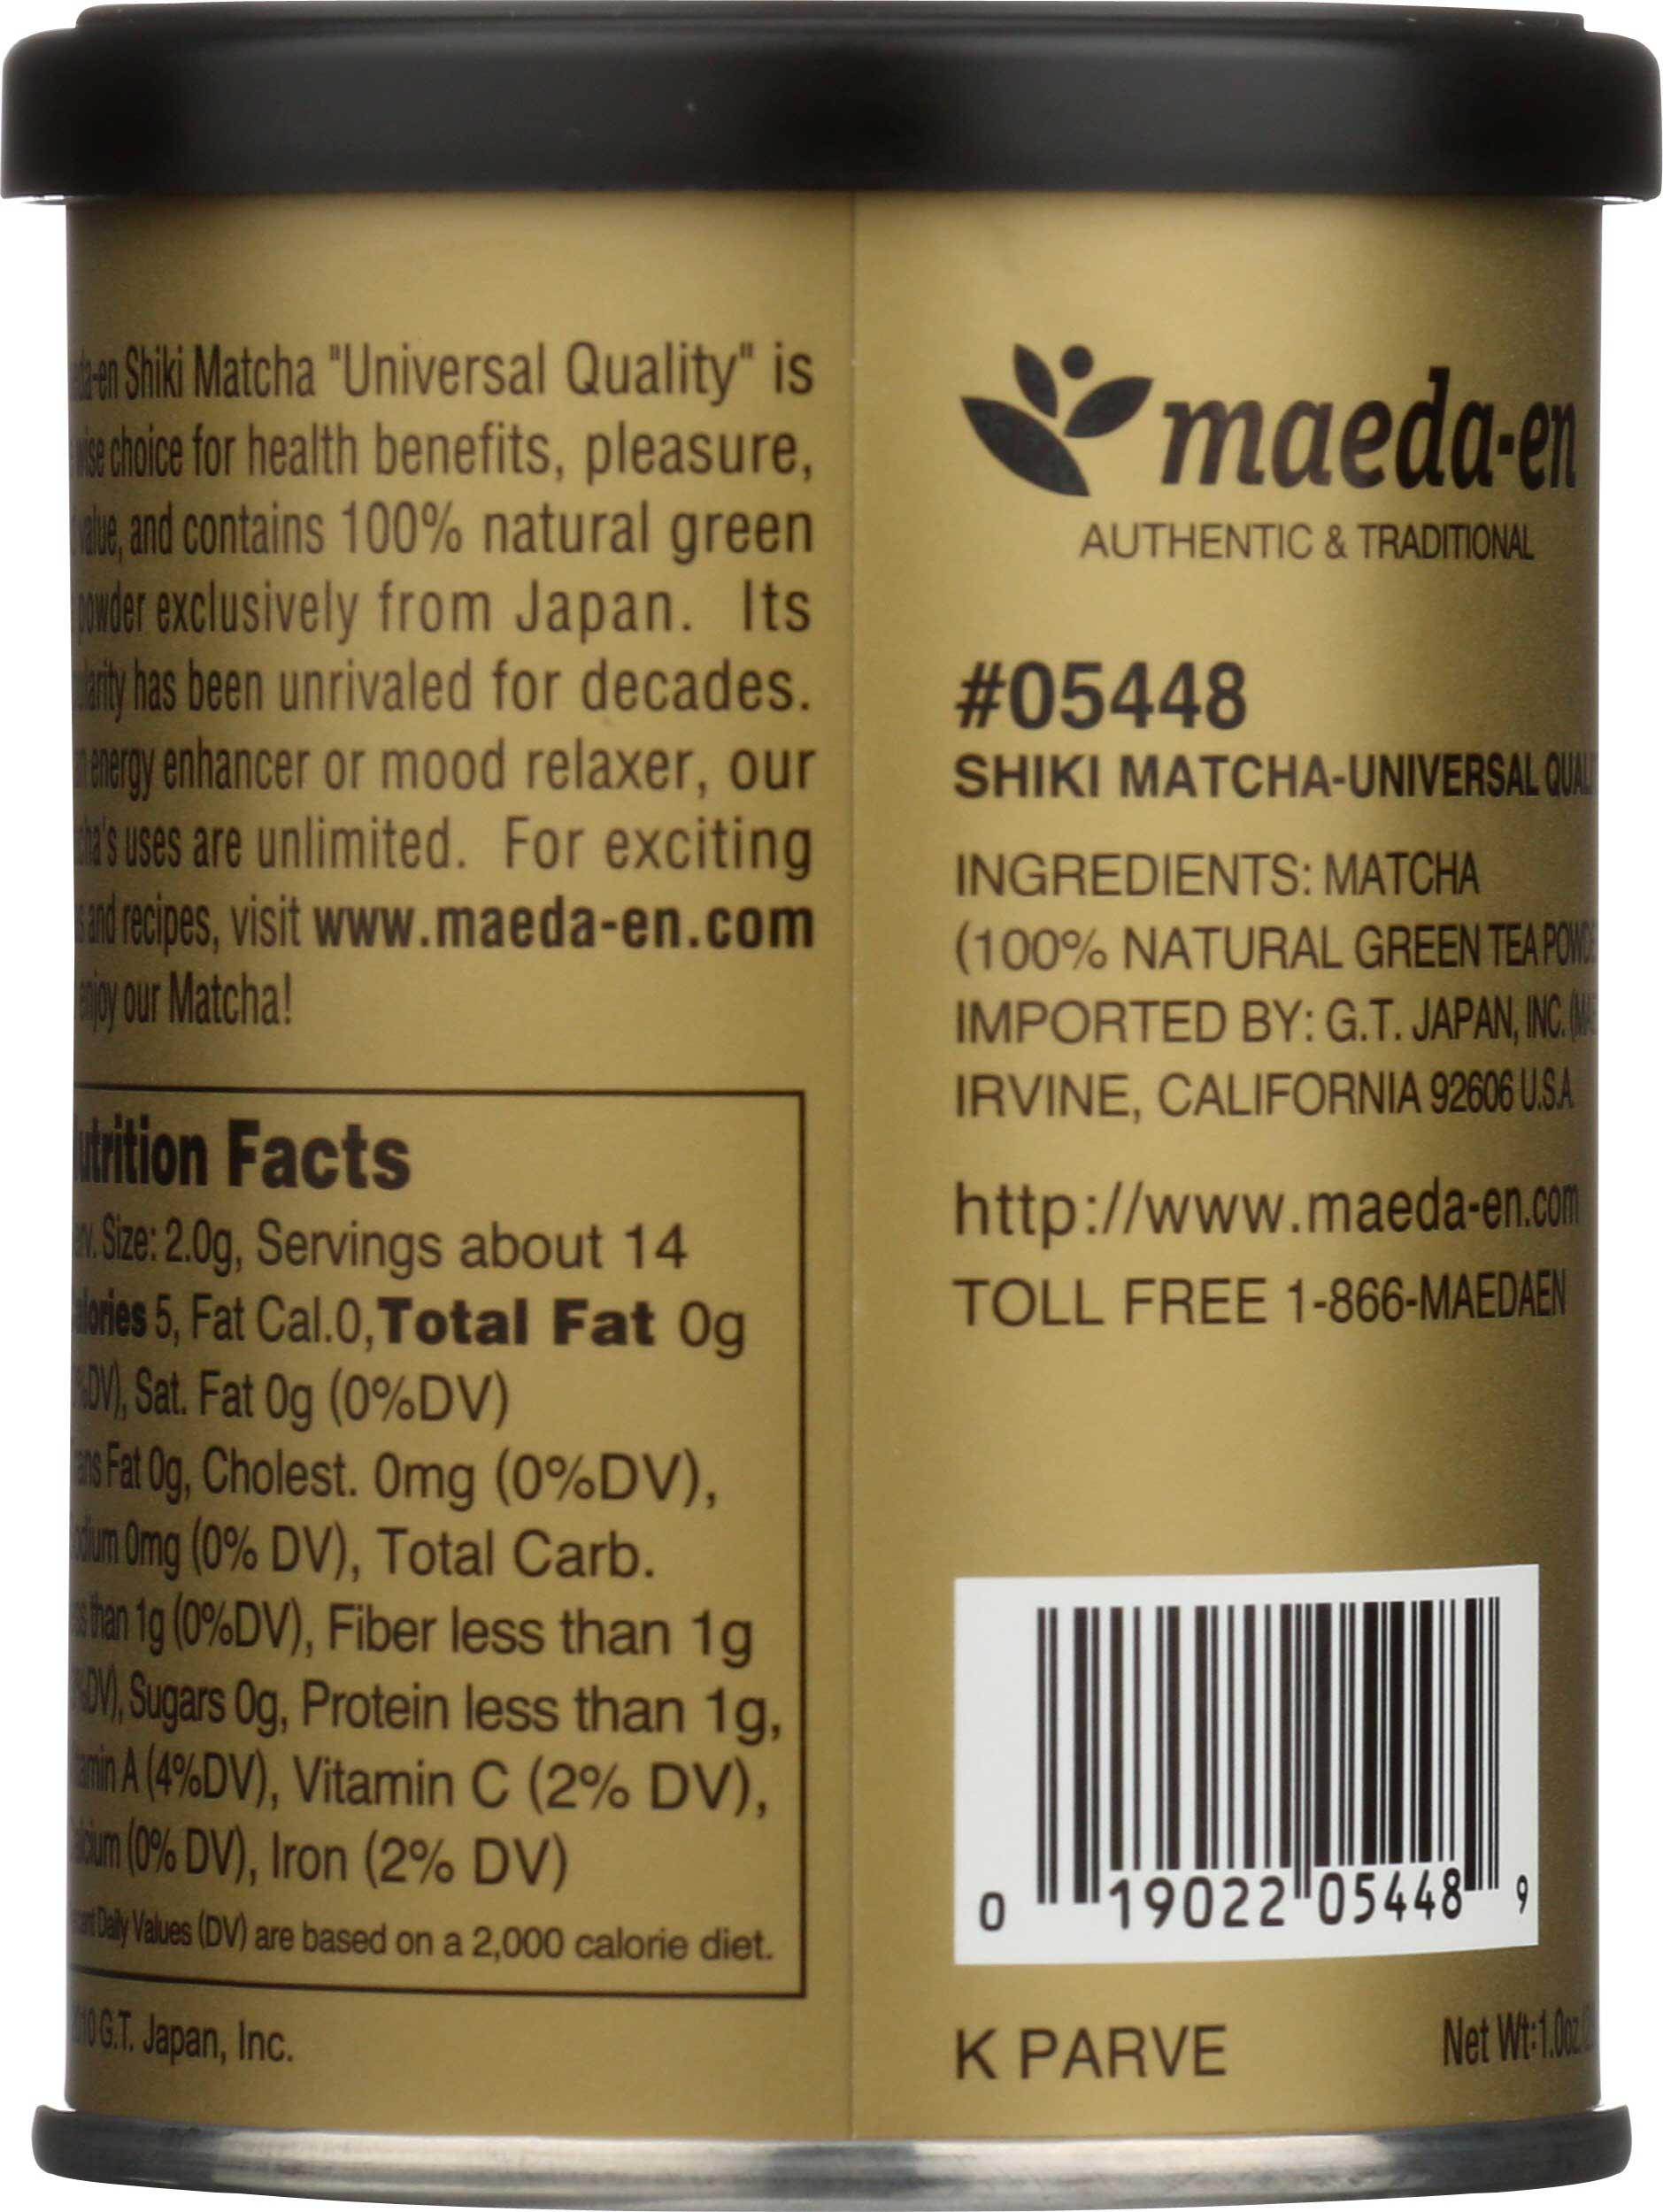 Shiki Matcha "Universal Quality" is
wise choice for health benefits, pleasure,
value, and contains 100% natural green
powder exclusively from Japan. Its
has been unrivaled for decades.
energy enhancer or mood relaxer, our
uses are unlimited. For exciting
and recipes, visit www.maeda-en.com
enjoy our Matcha!
Nutrition Facts
Size: 2.0g, Servings about 14
Calories 5, Fat Cal.0, Total Fat 0g
Sat. Fat 0g (0%DV)
Fat 0g, Cholest. 0mg (0%DV),
Sodium 0mg (0% DV), Total Carb.
than 1g (0%DV), Fiber less than 1g
Sugars 0g, Protein less than 1g,
A (4%DV), Vitamin C (2% DV),
Calcium (0% DV), Iron (2% DV)
Daily Values (DV) are based on a 2,000 calorie diet.
G.T. Japan, Inc.
maeda-en
AUTHENTIC & TRADITIONAL
#05448
SHIKI MATCHA-UNIVERSAL
INGREDIENTS: MATCHA
(100% NATURAL GREEN TEA
IMPORTED BY: G.T. JAPAN, INC.
IRVINE, CALIFORNIA 92606 U.S.A
http://www.maeda-en.com
TOLL FREE 1-866-MAEDAEN
0 19022 05448 9
K PARVE
Net Wt:1.0oz